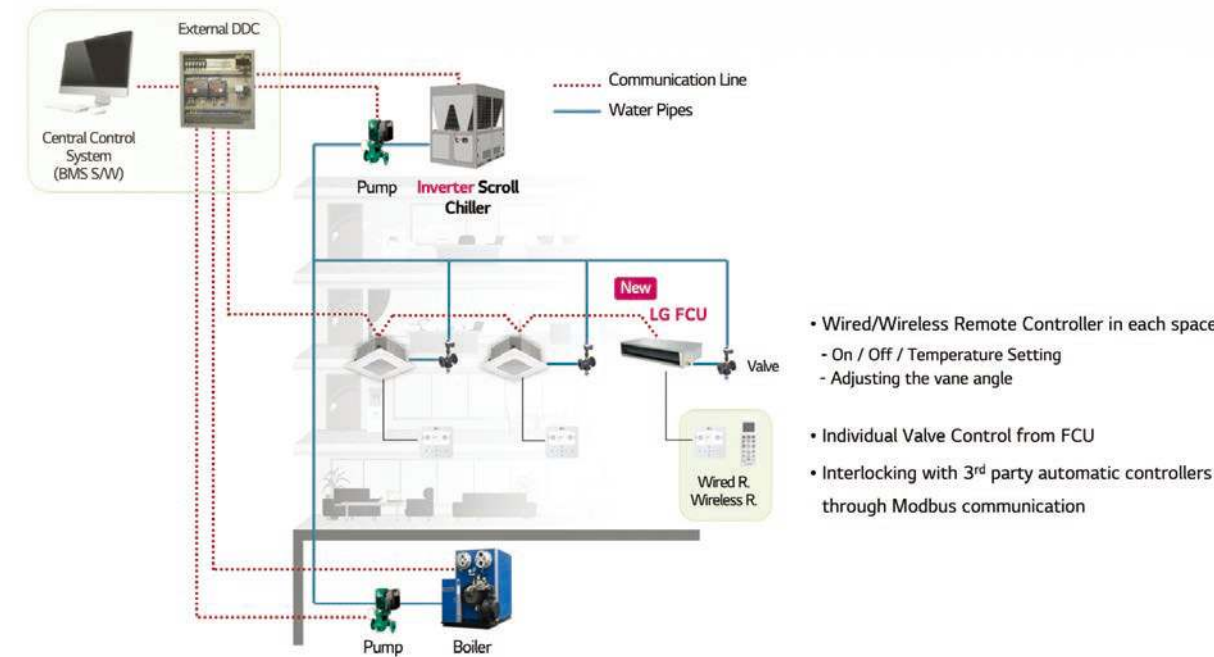 External DDC
Central Control
System
(BMS S/W)
Communication Line
Water Pipes
Pump
Inverter Scroll
Chiller
New
LG FCU
Valve
Wired R.
Wireless R.
• Wired/Wireless Remote Controller in each space
- On / Off / Temperature Setting
- Adjusting the vane angle
• Individual Valve Control from FCU
• Interlocking with 3rd party automatic controllers
through Modbus communication
Pump
Boiler